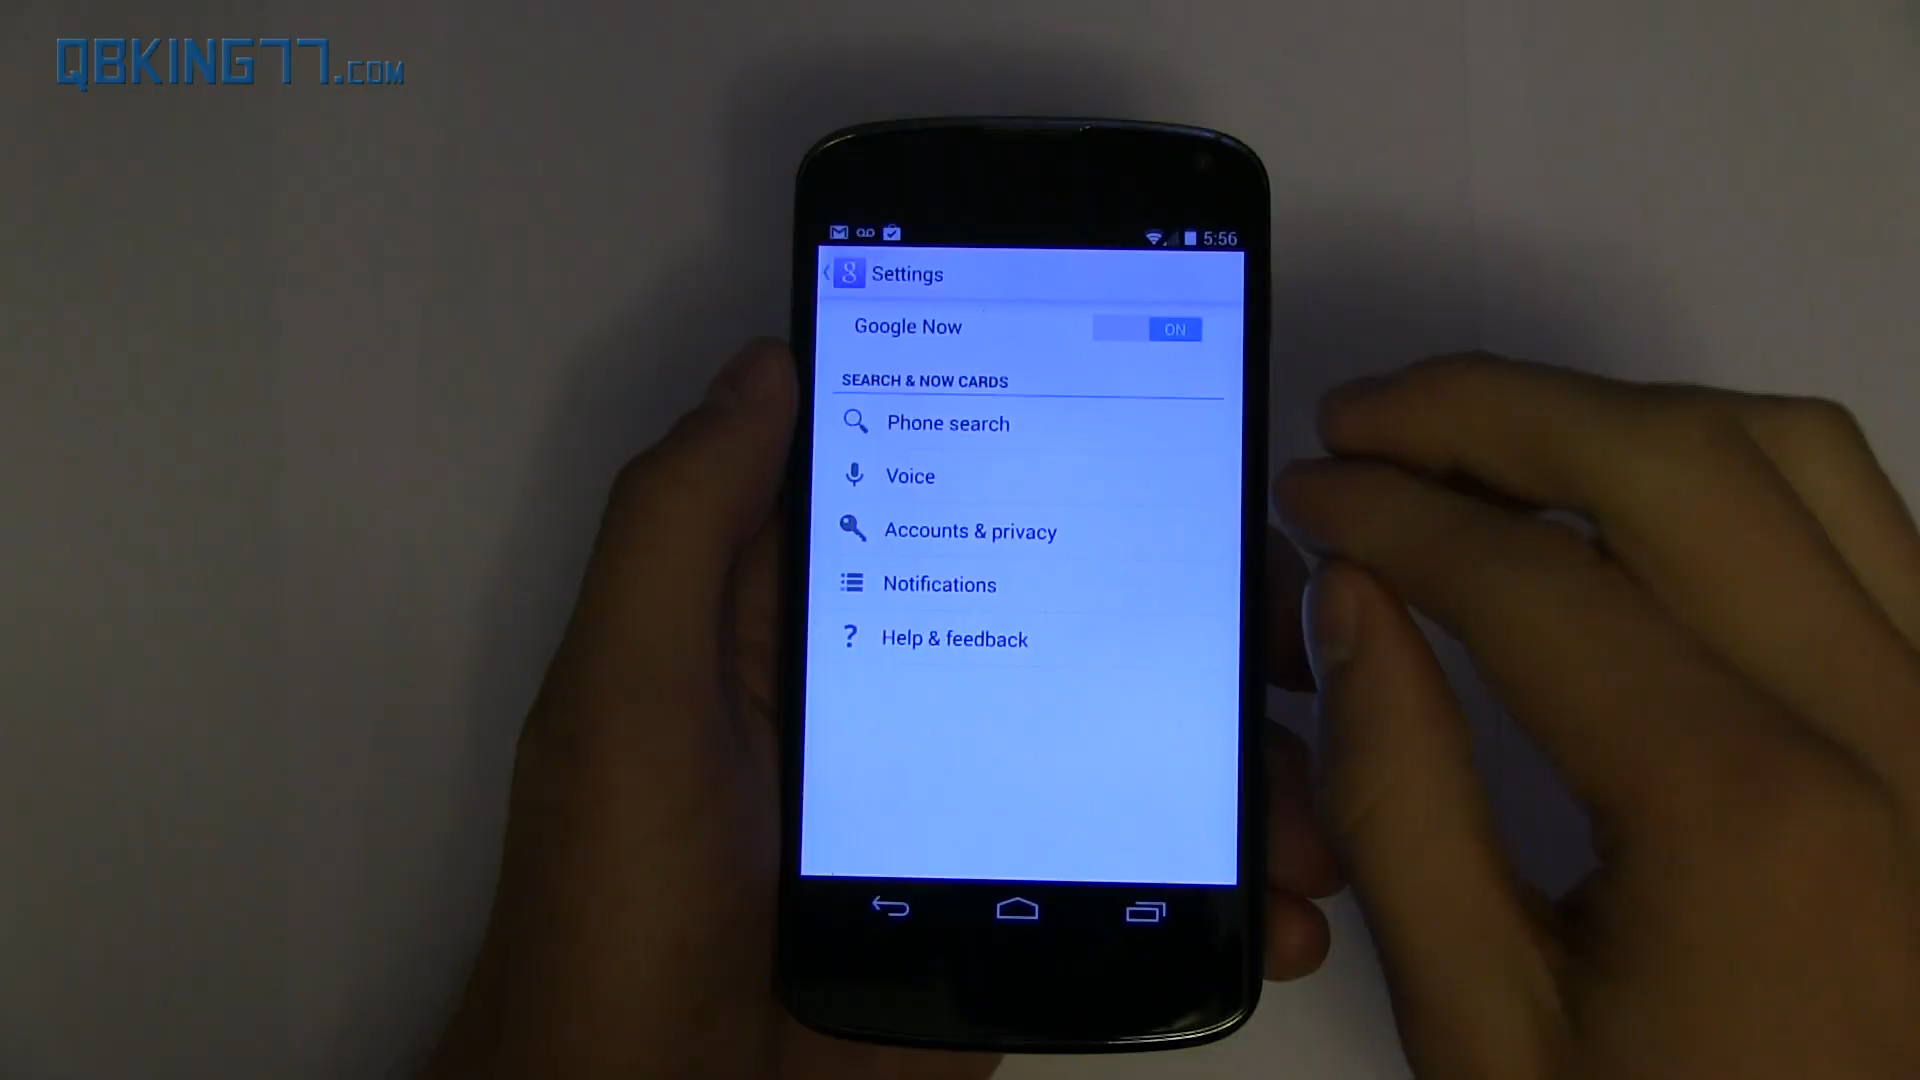 QBKING77.COM
5:56
Settings
Google Now
ON
SEARCH & NOW CARDS
Phone search
Voice
Accounts & privacy
Notifications
? Help & feedback